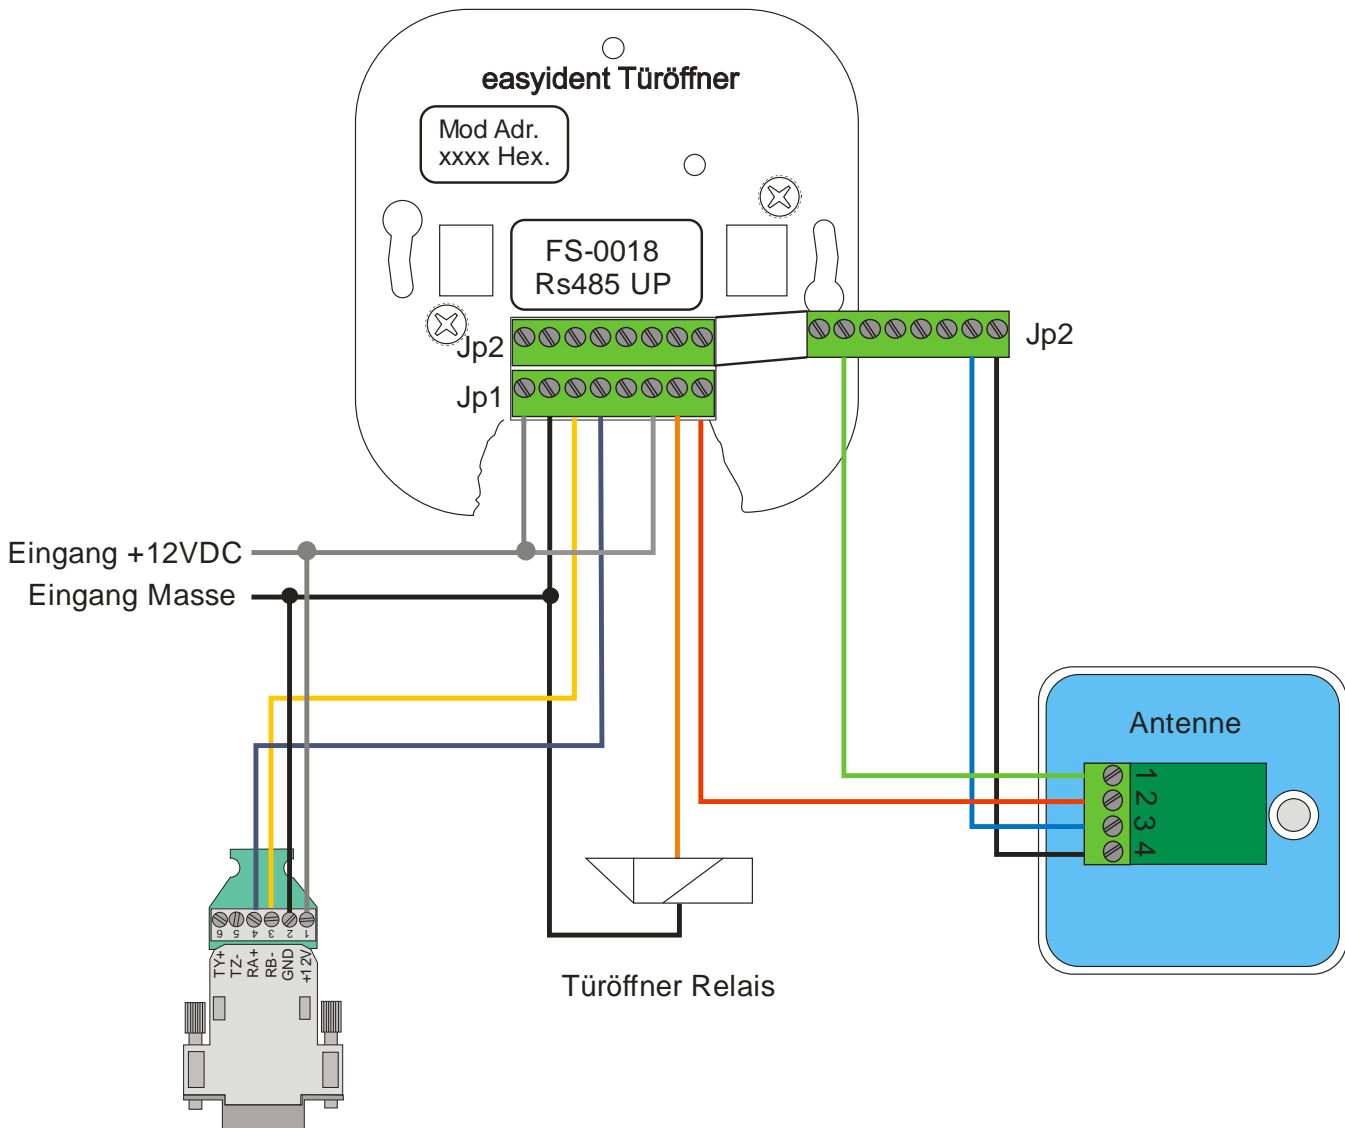 easyident Türöffner
Mod Adr.
xxxx Hex.
FS-0018
Rs485 UP
Jp2
Jp2
Jp1
Eingang +12VDC
Eingang Masse
Antenne
1
2
3
4
6
5
4
3
2
1
TY+
TZ-
RA+
RB-
GND
+12V
Türöffner Relais